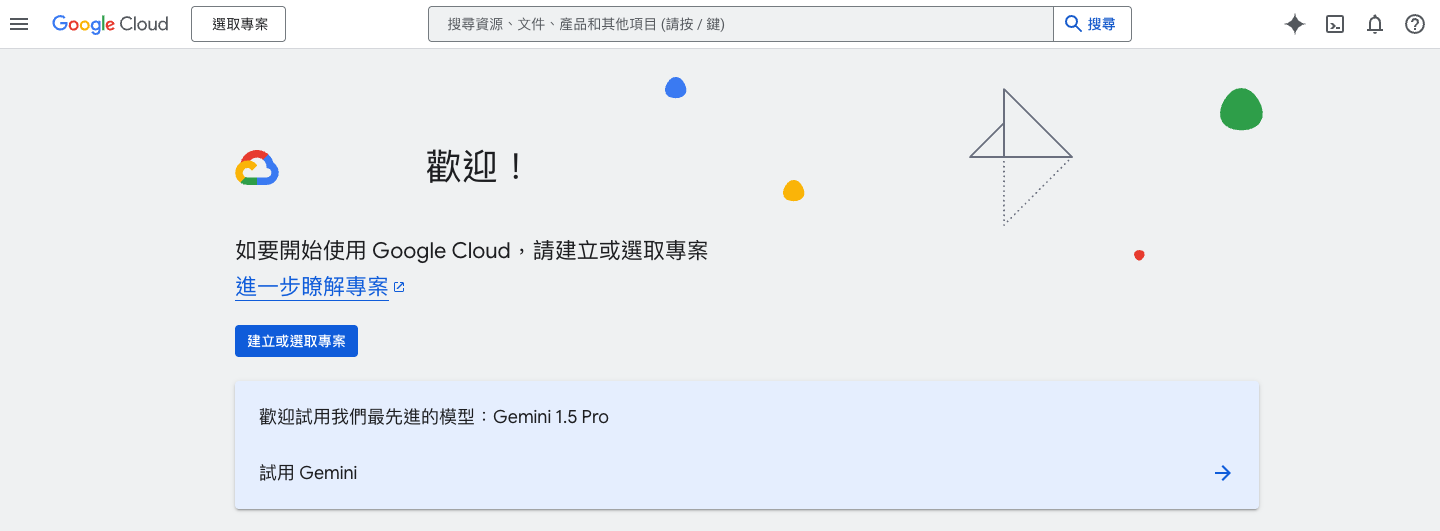 Google Cloud
選取專案
搜尋資源、文件、產品和其他項目 (請按 / 鍵)
搜尋
歡迎！
如要開始使用 Google Cloud，請建立或選取專案
進一步瞭解專案
建立或選取專案
歡迎試用我們最先進的模型：Gemini 1.5 Pro
試用 Gemini